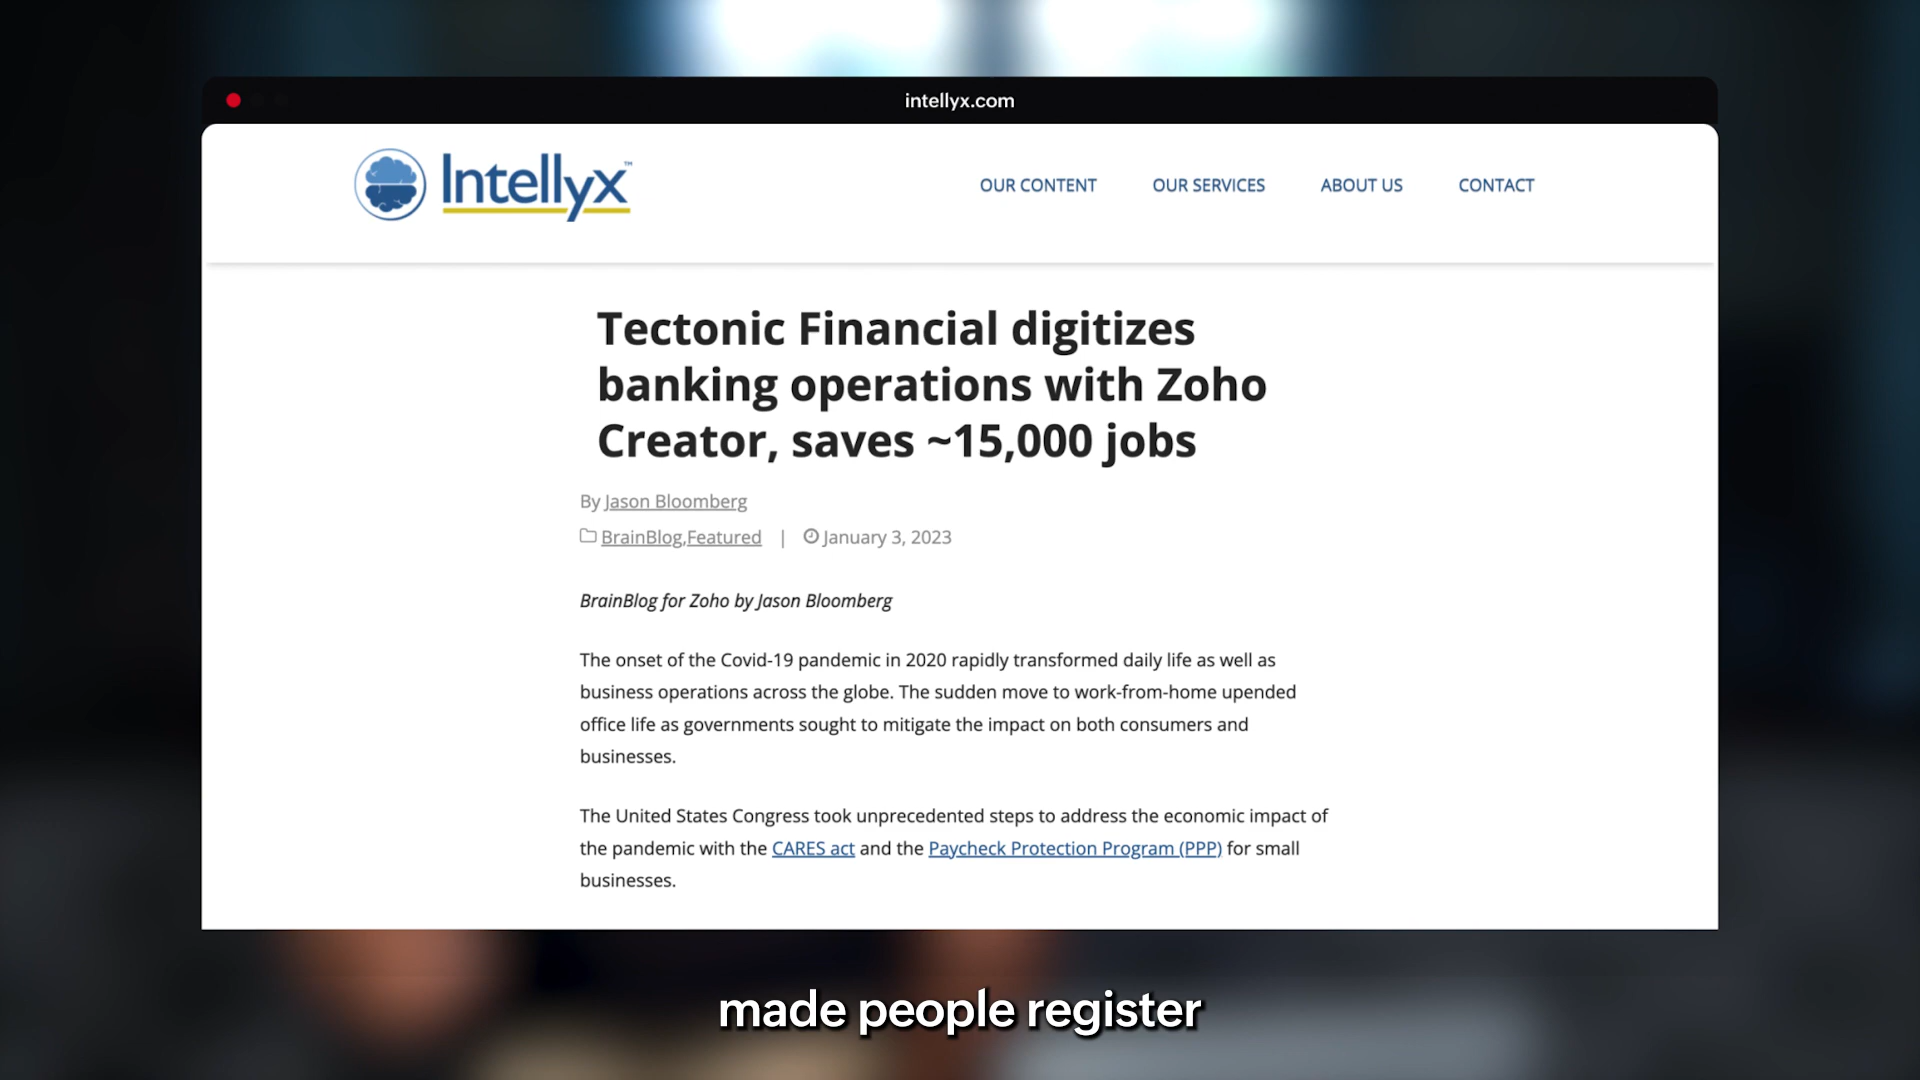 intellyx.com
Intellyx™
OUR CONTENT
OUR SERVICES
ABOUT US
CONTACT
Tectonic Financial digitizes
banking operations with Zoho
Creator, saves ~15,000 jobs
By Jason Bloomberg
BrainBlog,Featured | January 3, 2023
BrainBlog for Zoho by Jason Bloomberg
The onset of the Covid-19 pandemic in 2020 rapidly transformed daily life as well as
business operations across the globe. The sudden move to work-from-home upended
office life as governments sought to mitigate the impact on both consumers and
businesses.
The United States Congress took unprecedented steps to address the economic impact of
the pandemic with the CARES act and the Paycheck Protection Program (PPP) for small
businesses.
made people register